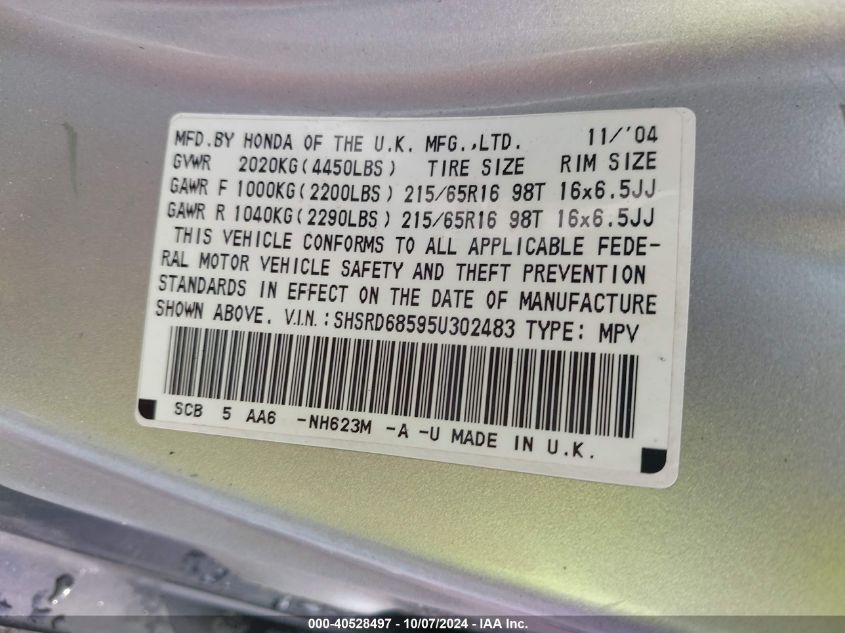 MFD.BY HONDA OF THE U.K. MFG.,LTD. 11/'04
GVWR 2020KG(4450LBS) TIRE SIZE RIM SIZE
GAWR F 1000KG(2200LBS) 215/65R16 98T 16x6.5JJ
GAWR R 1040KG(2290LBS) 215/65R16 98T 16x6.5JJ
THIS VEHICLE CONFORMS TO ALL APPLICABLE FEDE-
RAL MOTOR VEHICLE SAFETY AND THEFT PREVENTION
STANDARDS IN EFFECT ON THE DATE OF MANUFACTURE
SHOWN ABOVE. V.I.N.:SHSRD68595U302483 TYPE: MPV
SCB 5 AA6 -NH623M -A -U MADE IN U.K.
000-40528497 - 10/07/2024 - IAA Inc.